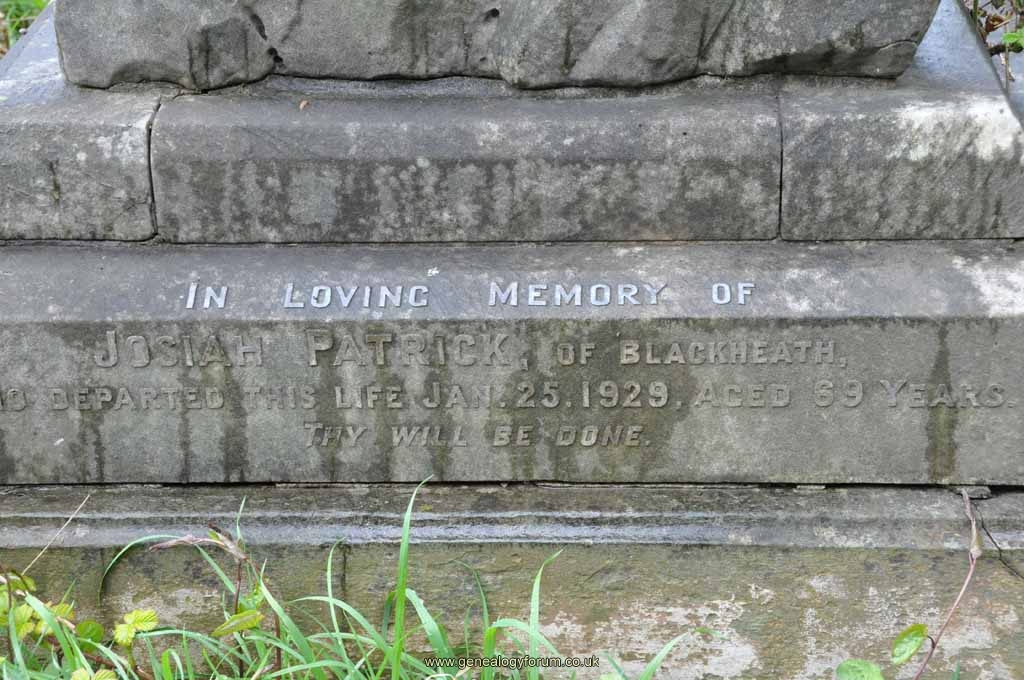 IN LOVING MEMORY OF
JOSIAH PATRICK, OF BLACKHEATH,
DEPARTED THIS LIFE JAN. 25. 1929. AGED 69 YEARS.
THY WILL BE DONE.
www.genealogyforum.co.uk